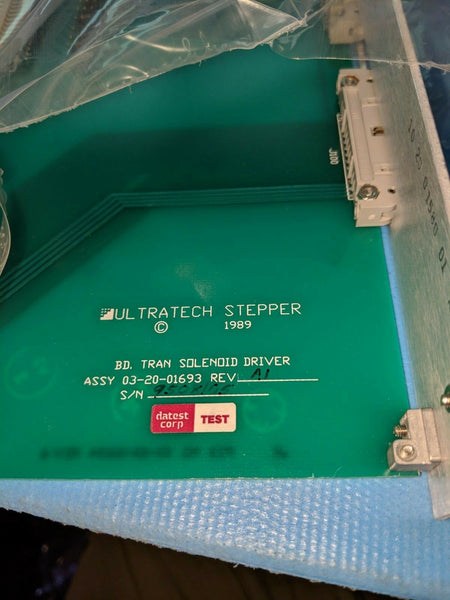 J100
ULTRATECH STEPPER
© 1989
BD. TRAN SOLENOID DRIVER
ASSY 03-20-01693 REV. A1
S/N
datest corp TEST